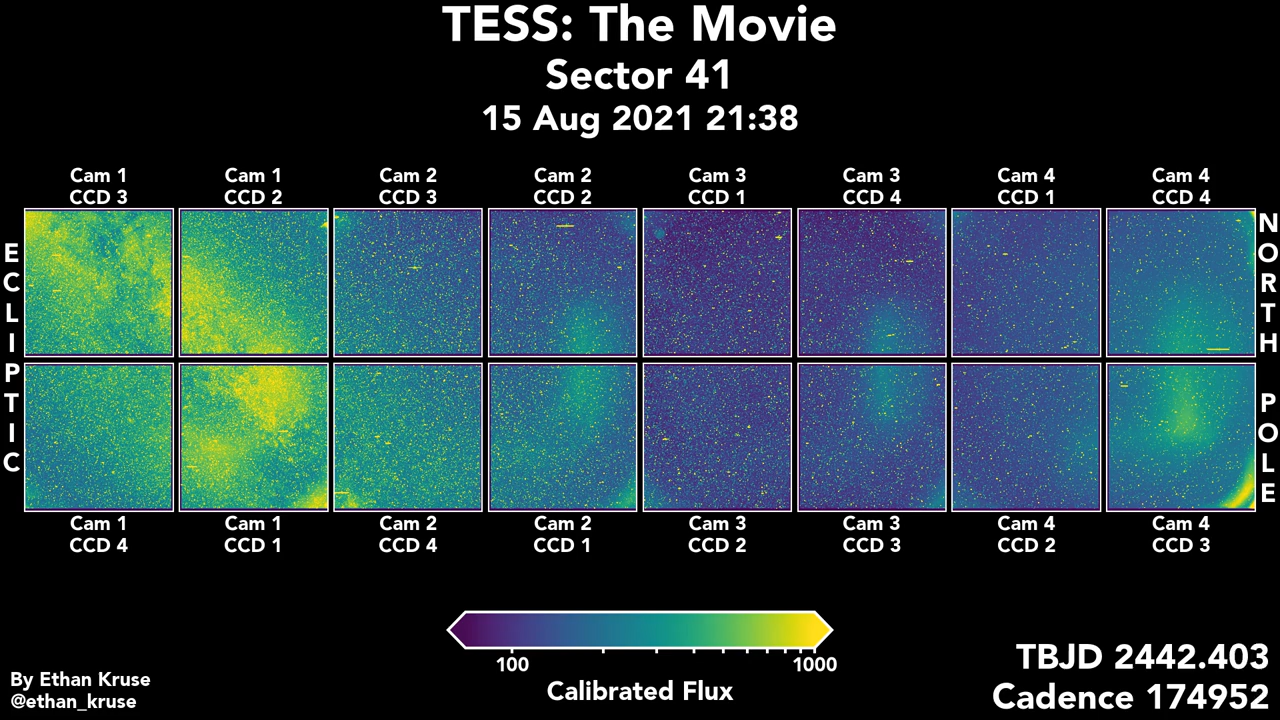 TESS: The Movie
Sector 41
15 Aug 2021 21:38
Cam 1 Cam 1 Cam 2 Cam 2 Cam 3 Cam 3 Cam 4 Cam 4
CCD 3 CCD 2 CCD 3 CCD 2 CCD 1 CCD 4 CCD 1 CCD 4
ECLIPTIC
NORTH POLE
Cam 1 Cam 1 Cam 2 Cam 2 Cam 3 Cam 3 Cam 4 Cam 4
CCD 4 CCD 1 CCD 4 CCD 1 CCD 2 CCD 3 CCD 2 CCD 3
100 1000
Calibrated Flux
By Ethan Kruse
@ethan_kruse
TBJD 2442.403
Cadence 174952